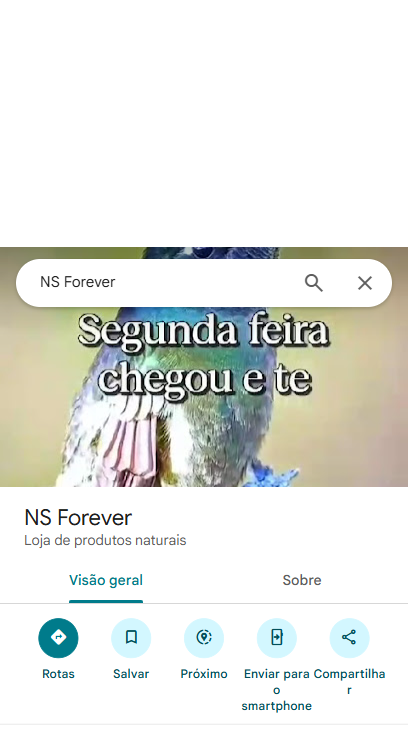 NS Forever
Segunda feira
chegou e te
NS Forever
Loja de produtos naturais
Visão geral
Sobre
Rotas
Salvar
Próximo
Enviar para
o
smartphone
Compartilha
r